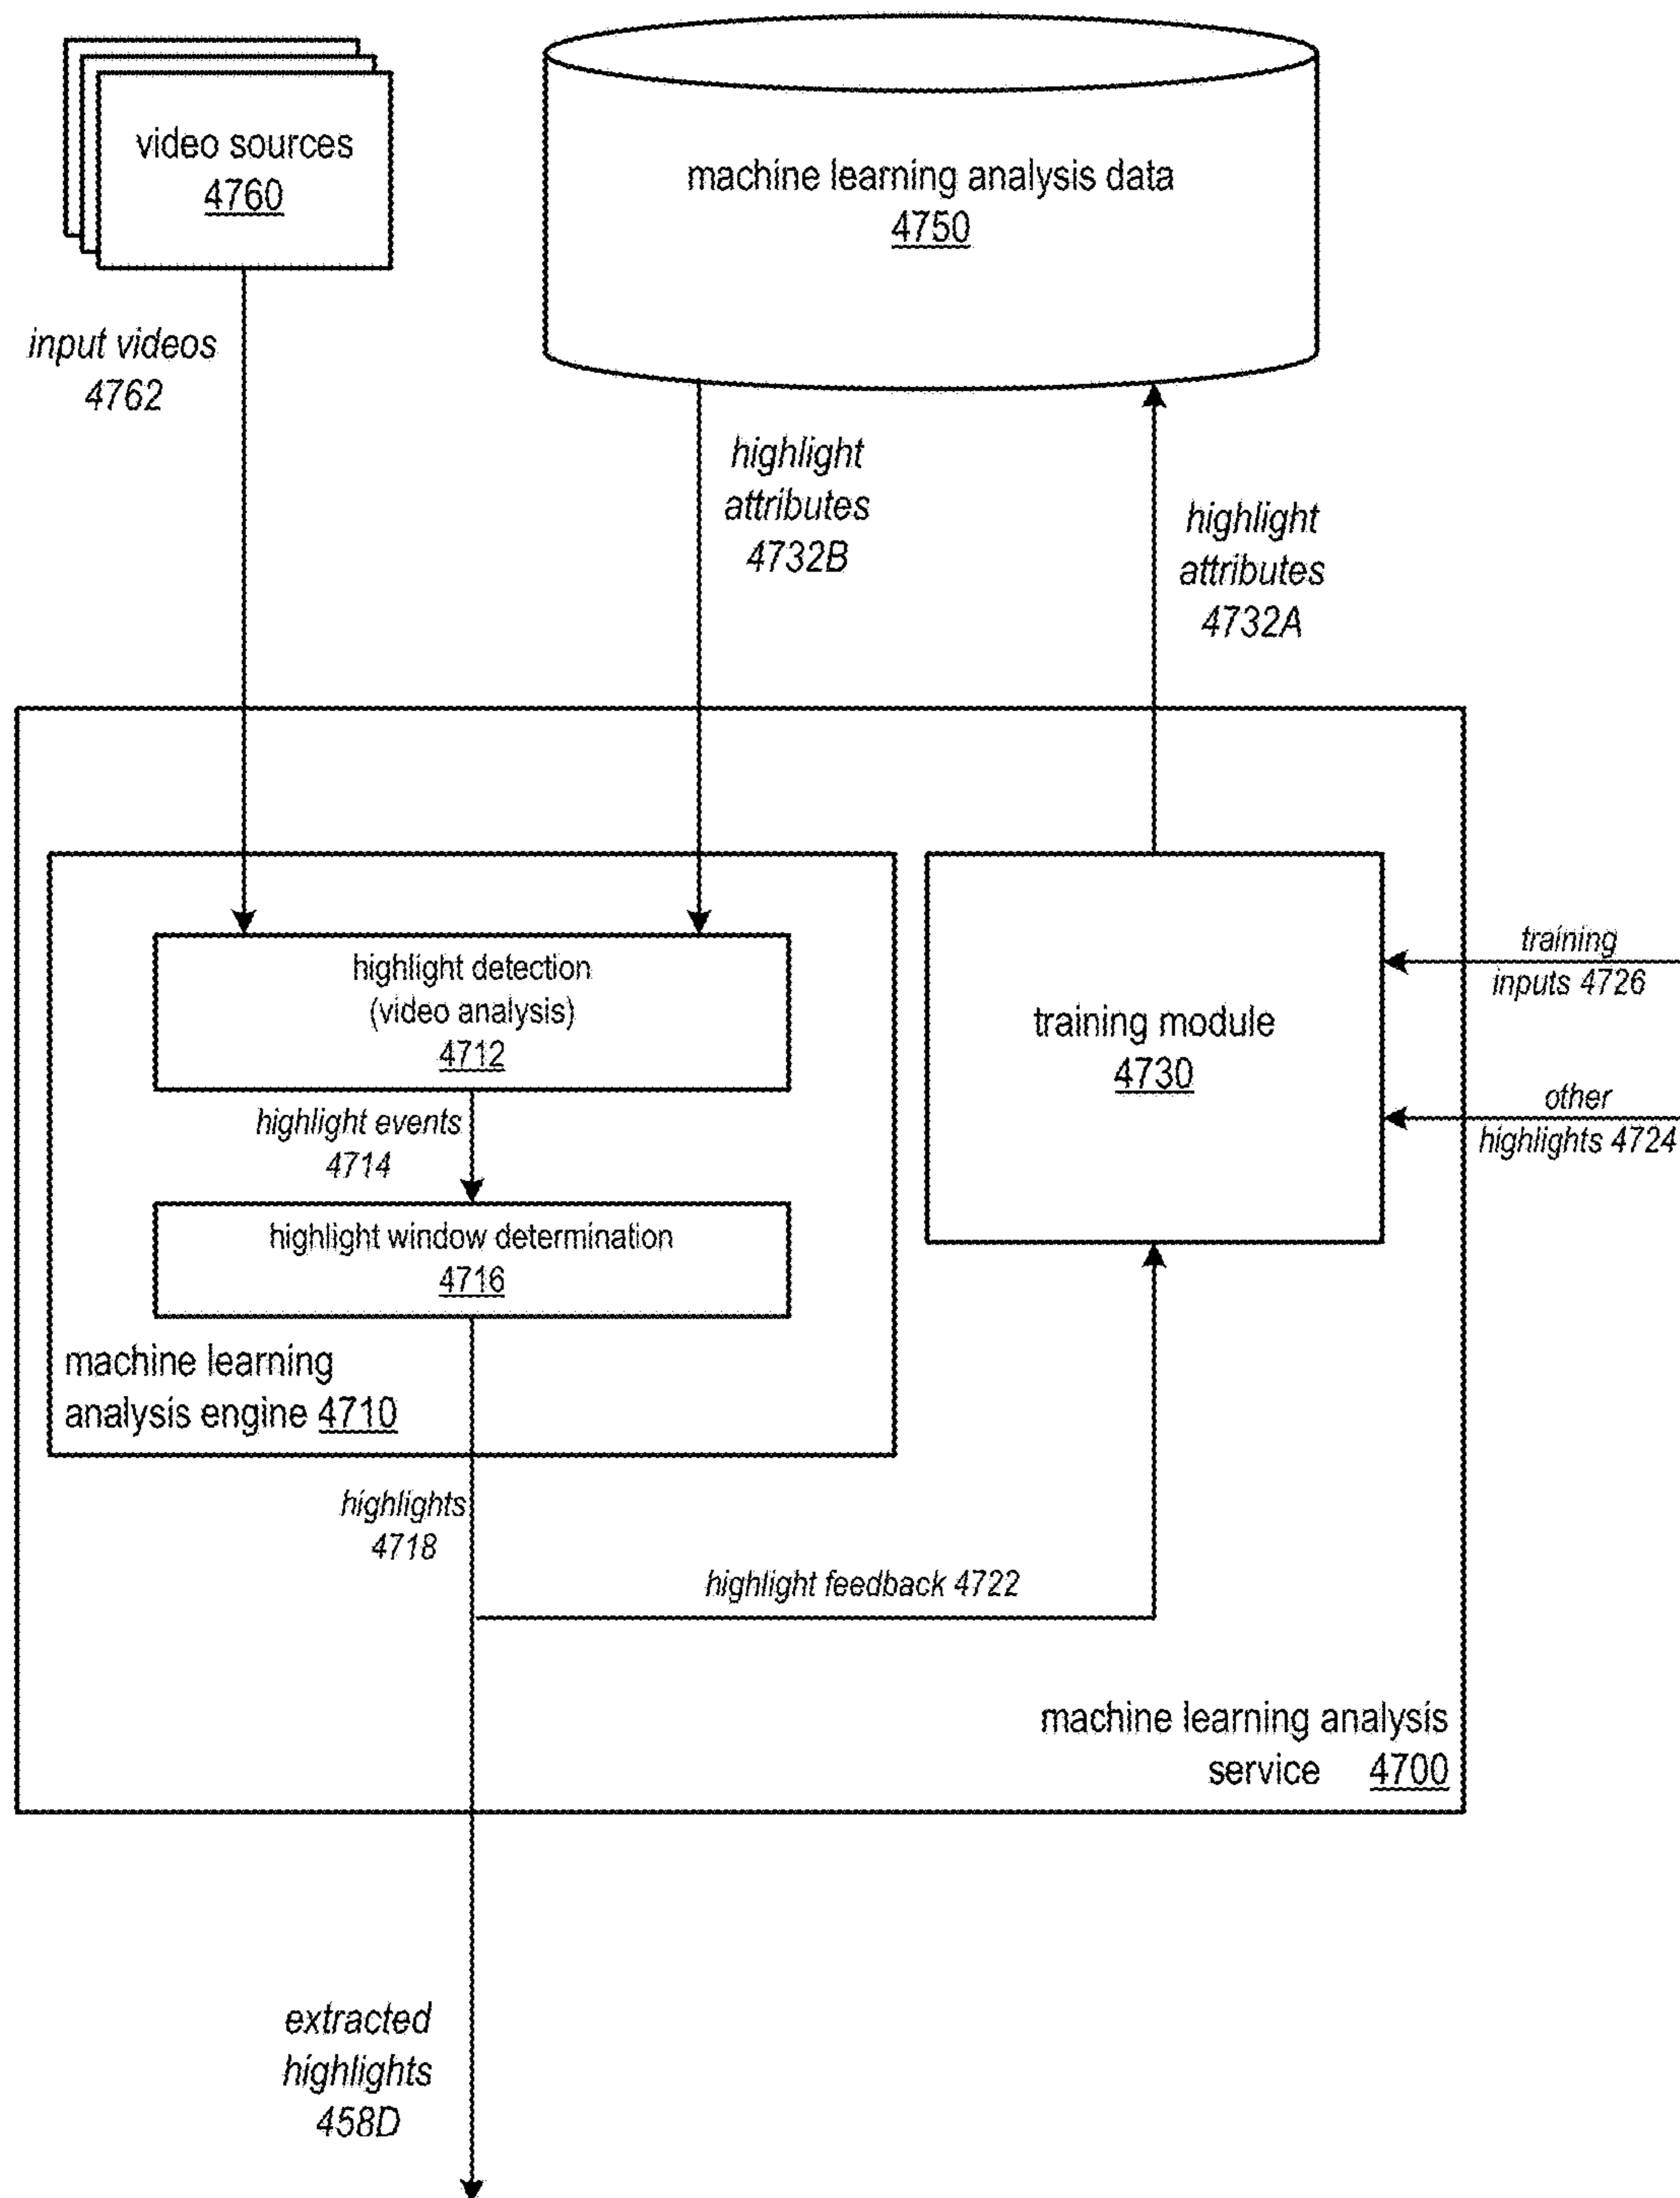 video sources
4760
machine learning analysis data
4750
input videos
4762
highlight
attributes
4732B
highlight
attributes
4732A
highlight detection
(video analysis)
4712
highlight events
4714
highlight window determination
4716
machine learning
analysis engine 4710
training module
4730
training
inputs 4726
other
highlights 4724
highlights
4718
highlight feedback 4722
machine learning analysis
service 4700
extracted
highlights
458D